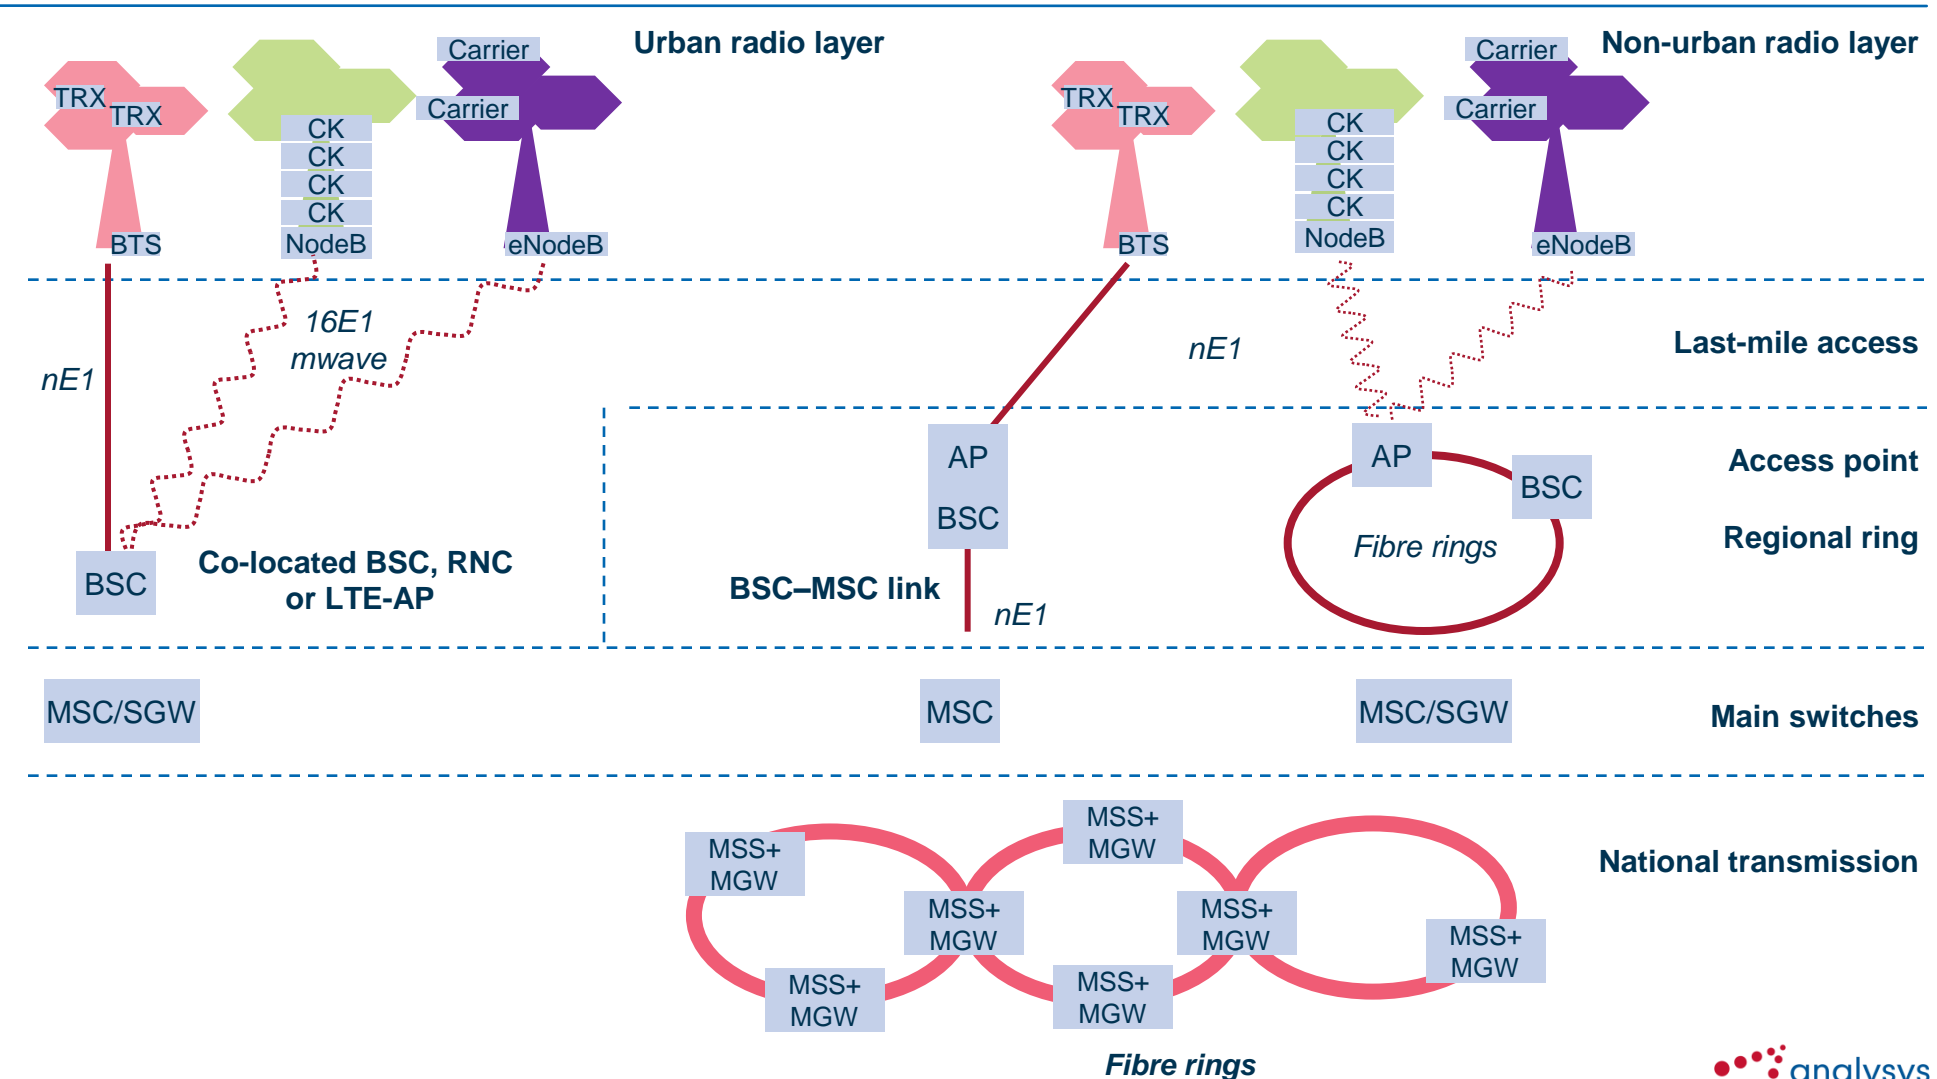 Urban radio layer
Non-urban radio layer
Carrier
Carrier
TRX
TRX
CK
CK
CK
CK
NodeB
BTS
eNodeB
Carrier
Carrier
TRX
TRX
CK
CK
CK
CK
NodeB
BTS
eNodeB
16E1
mwave
nE1
nE1
Last-mile access
AP
BSC
AP
BSC
Access point
Fibre rings
Regional ring
BSC
Co-located BSC, RNC
or LTE-AP
BSC–MSC link
nE1
MSC/SGW
MSC
MSC/SGW
Main switches
MSS+
MGW
MSS+
MGW
MSS+
MGW
MSS+
MGW
MSS+
MGW
MSS+
MGW
MSS+
MGW
National transmission
Fibre rings
analysys